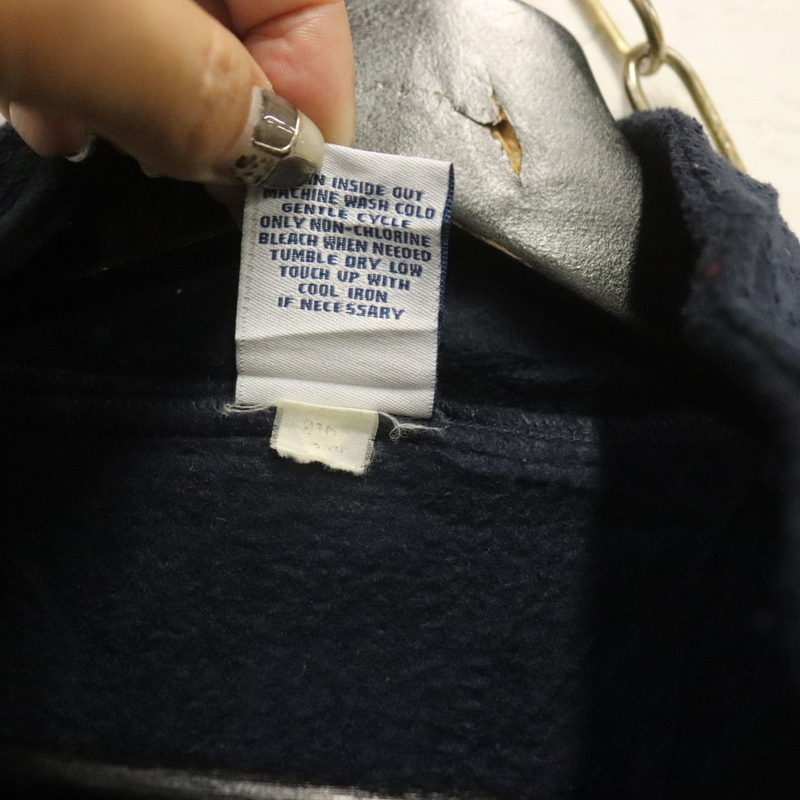 INSIDE OUT
MACHINE WASH COLD
GENTLE CYCLE
ONLY NON-CHLORINE
BLEACH WHEN NEEDED
TUMBLE DRY LOW
TOUCH UP WITH
COOL IRON
IF NECESSARY